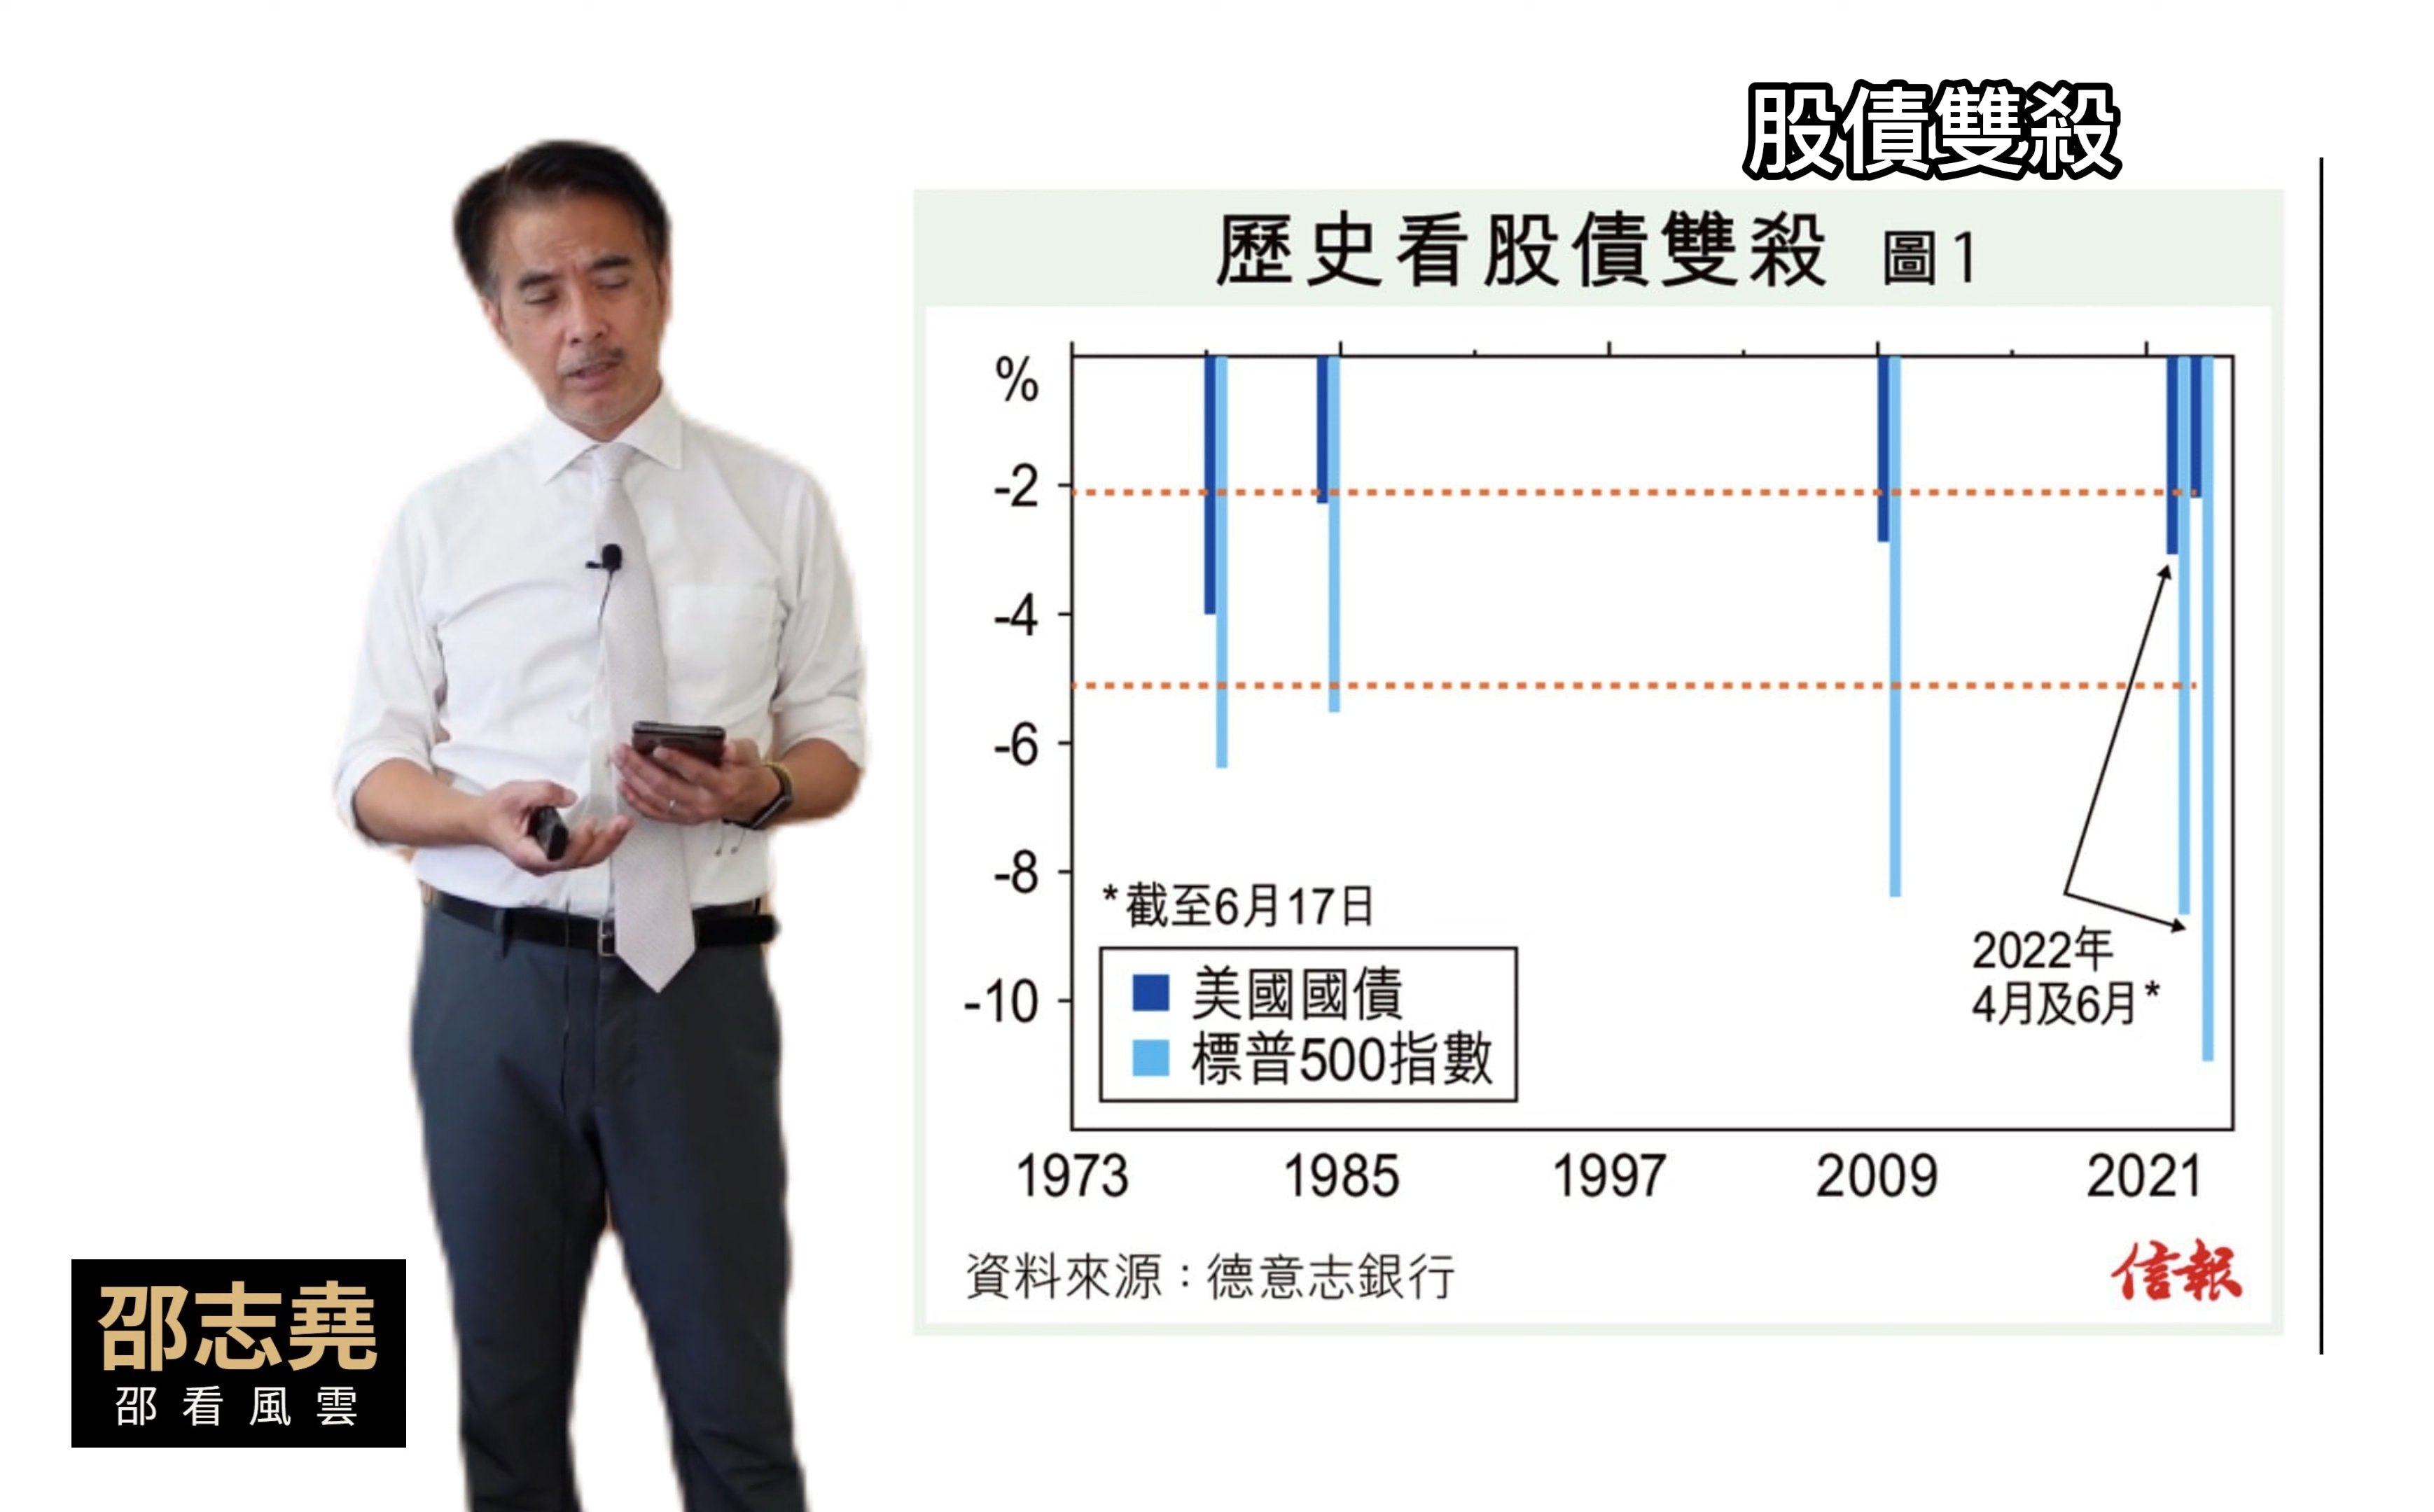 股債雙殺
歷史看股債雙殺 圖1
%
-2
-4
-6
-8
-10
*截至6月17日
美國國債
標普500指數
2022年
4月及6月*
1973 1985 1997 2009 2021
資料來源：德意志銀行
信報
邵志堯
邵看風雲